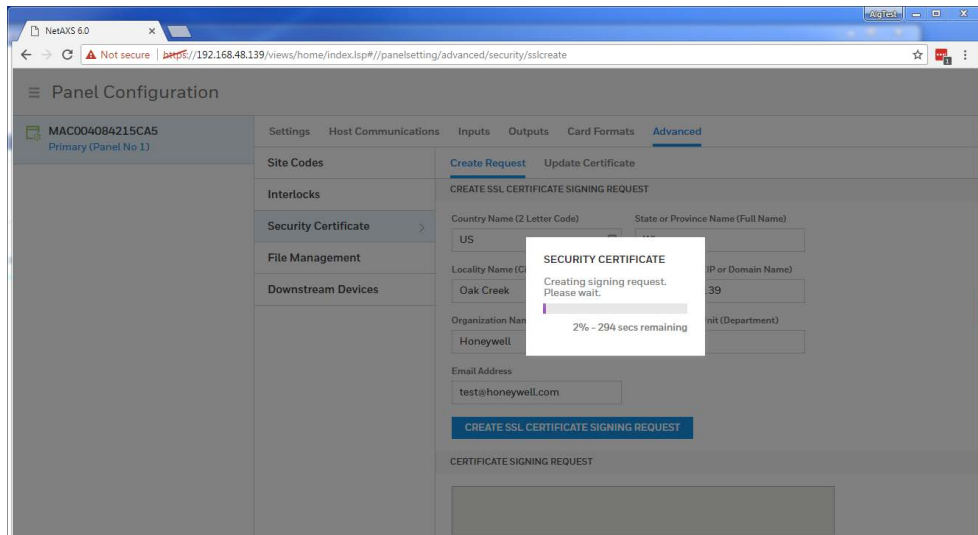 AigTest
NetAXS 6.0
Not secure | https://192.168.48.139/views/home/index.lsp#//panelsetting/advanced/security/sslcreate
1
Panel Configuration
MAC004084215CA5
Primary (Panel No 1)
Settings Host Communications Inputs Outputs Card Formats Advanced
Site Codes
Interlocks
Security Certificate
File Management
Downstream Devices
Create Request Update Certificate
CREATE SSL CERTIFICATE SIGNING REQUEST
Country Name (2 Letter Code) State or Province Name (Full Name)
US
Locality Name (Ci IP or Domain Name)
Oak Creek 39
Organization Nam nit (Department)
Honeywell
Email Address
test@honeywell.com
CREATE SSL CERTIFICATE SIGNING REQUEST
CERTIFICATE SIGNING REQUEST
SECURITY CERTIFICATE
Creating signing request.
Please wait.
2% - 294 secs remaining